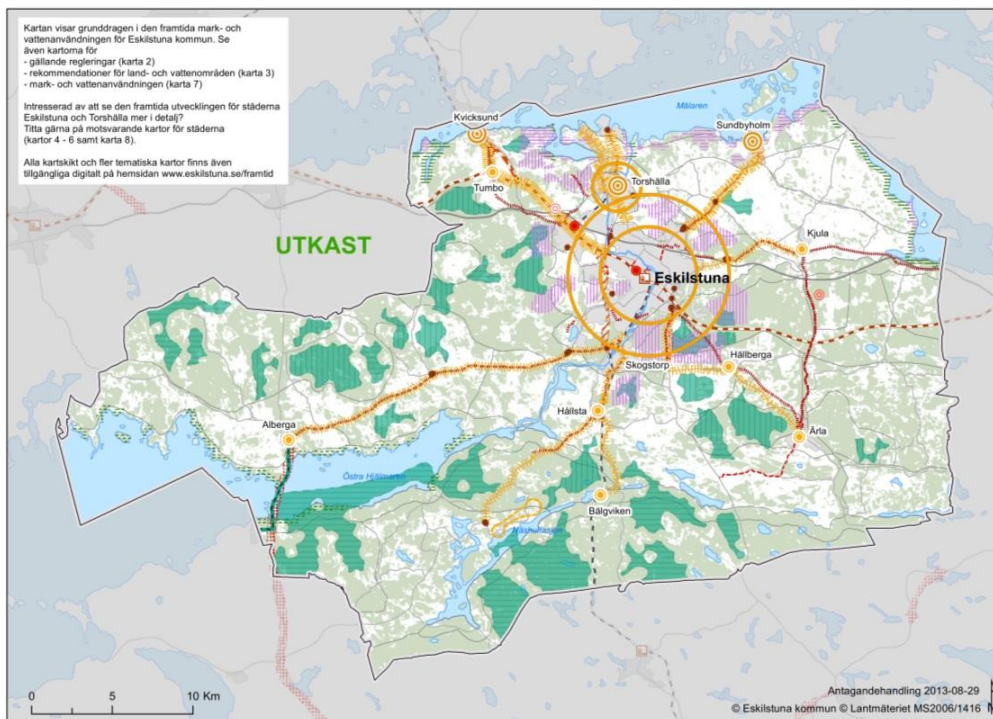 Kartan visar grunddragen i den framtida mark- och
vattenanvändningen för Eskilstuna kommun. Se
även kartorna för
- gällande regleringar (karta 2)
- rekommendationer för land- och vattenområden (karta 3)
- mark- och vattenanvändningen (karta 7)
Intresserad av att se den framtida utvecklingen för städerna
Eskilstuna och Torshälla mer i detalj?
Titta gärna på motsvarande kartor för städerna
(kartor 4 - 6 samt karta 8).
Alla kartskikt och fler tematiska kartor finns även
tillgängliga digitalt på hemsidan www.eskilstuna.se/framtid
Mälaren
Kvicksund
Sundbyholm
Tumbo
Torshälla
UTKAST
Kjula
Eskilstuna
Skogstorp
Hällberga
Hällsta
Alberga
Ärla
Östra Hjälmaren
Bälgviken
0 5 10 Km
Antagandehandling 2013-08-29
© Eskilstuna kommun © Lantmäteriet MS2006/1416
N